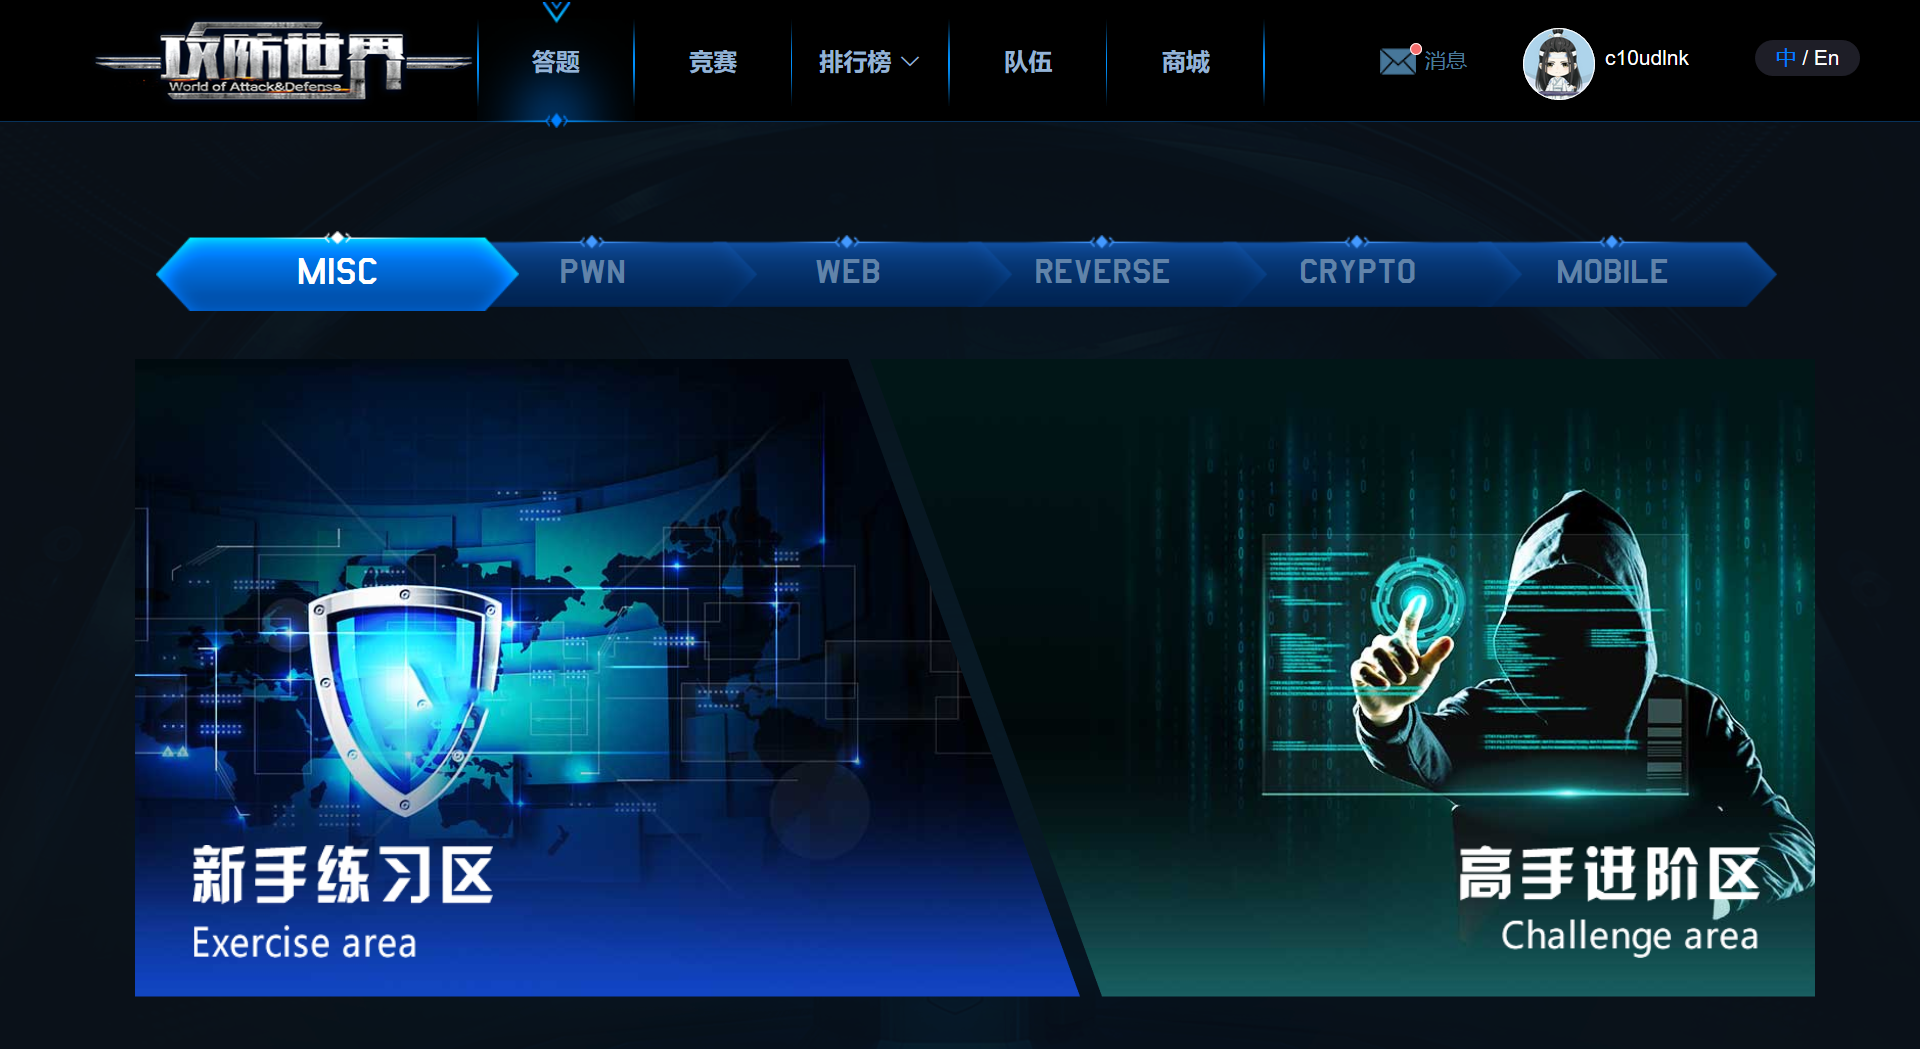 攻防世界
World of Attack&Defense
答题
竞赛
排行榜
队伍
商城
消息
c10udlnk
中 / En
MISC
PWN
WEB
REVERSE
CRYPTO
MOBILE
新手练习区
Exercise area
高手进阶区
Challenge area